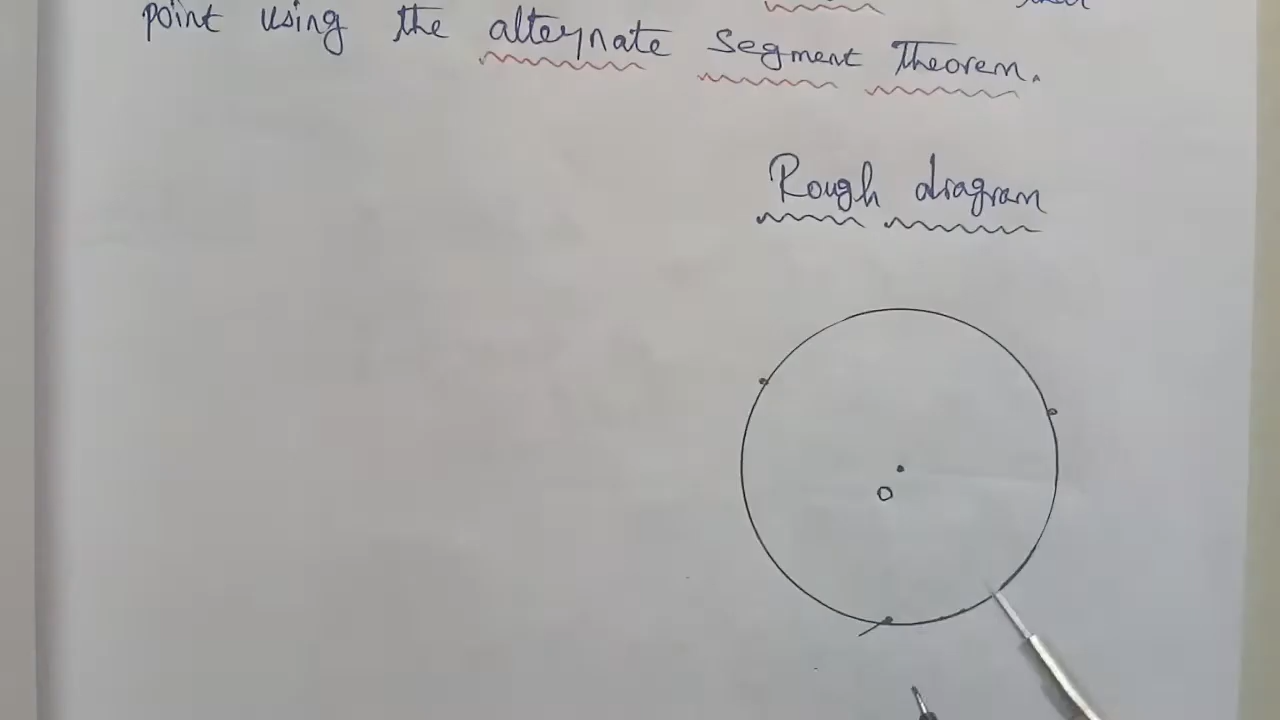 point using the alternate segment Theorem.
Rough diagram
O